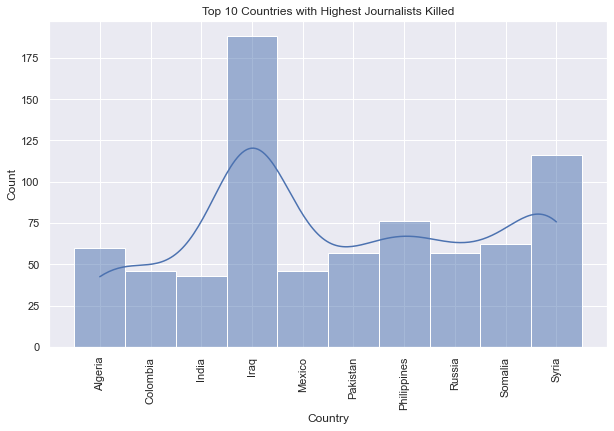 Top 10 Countries with Highest Journalists Killed
175
150
125
100
75
50
25
0
Count
Algeria
Colombia
India
Iraq
Mexico
Pakistan
Philippines
Russia
Somalia
Syria
Country